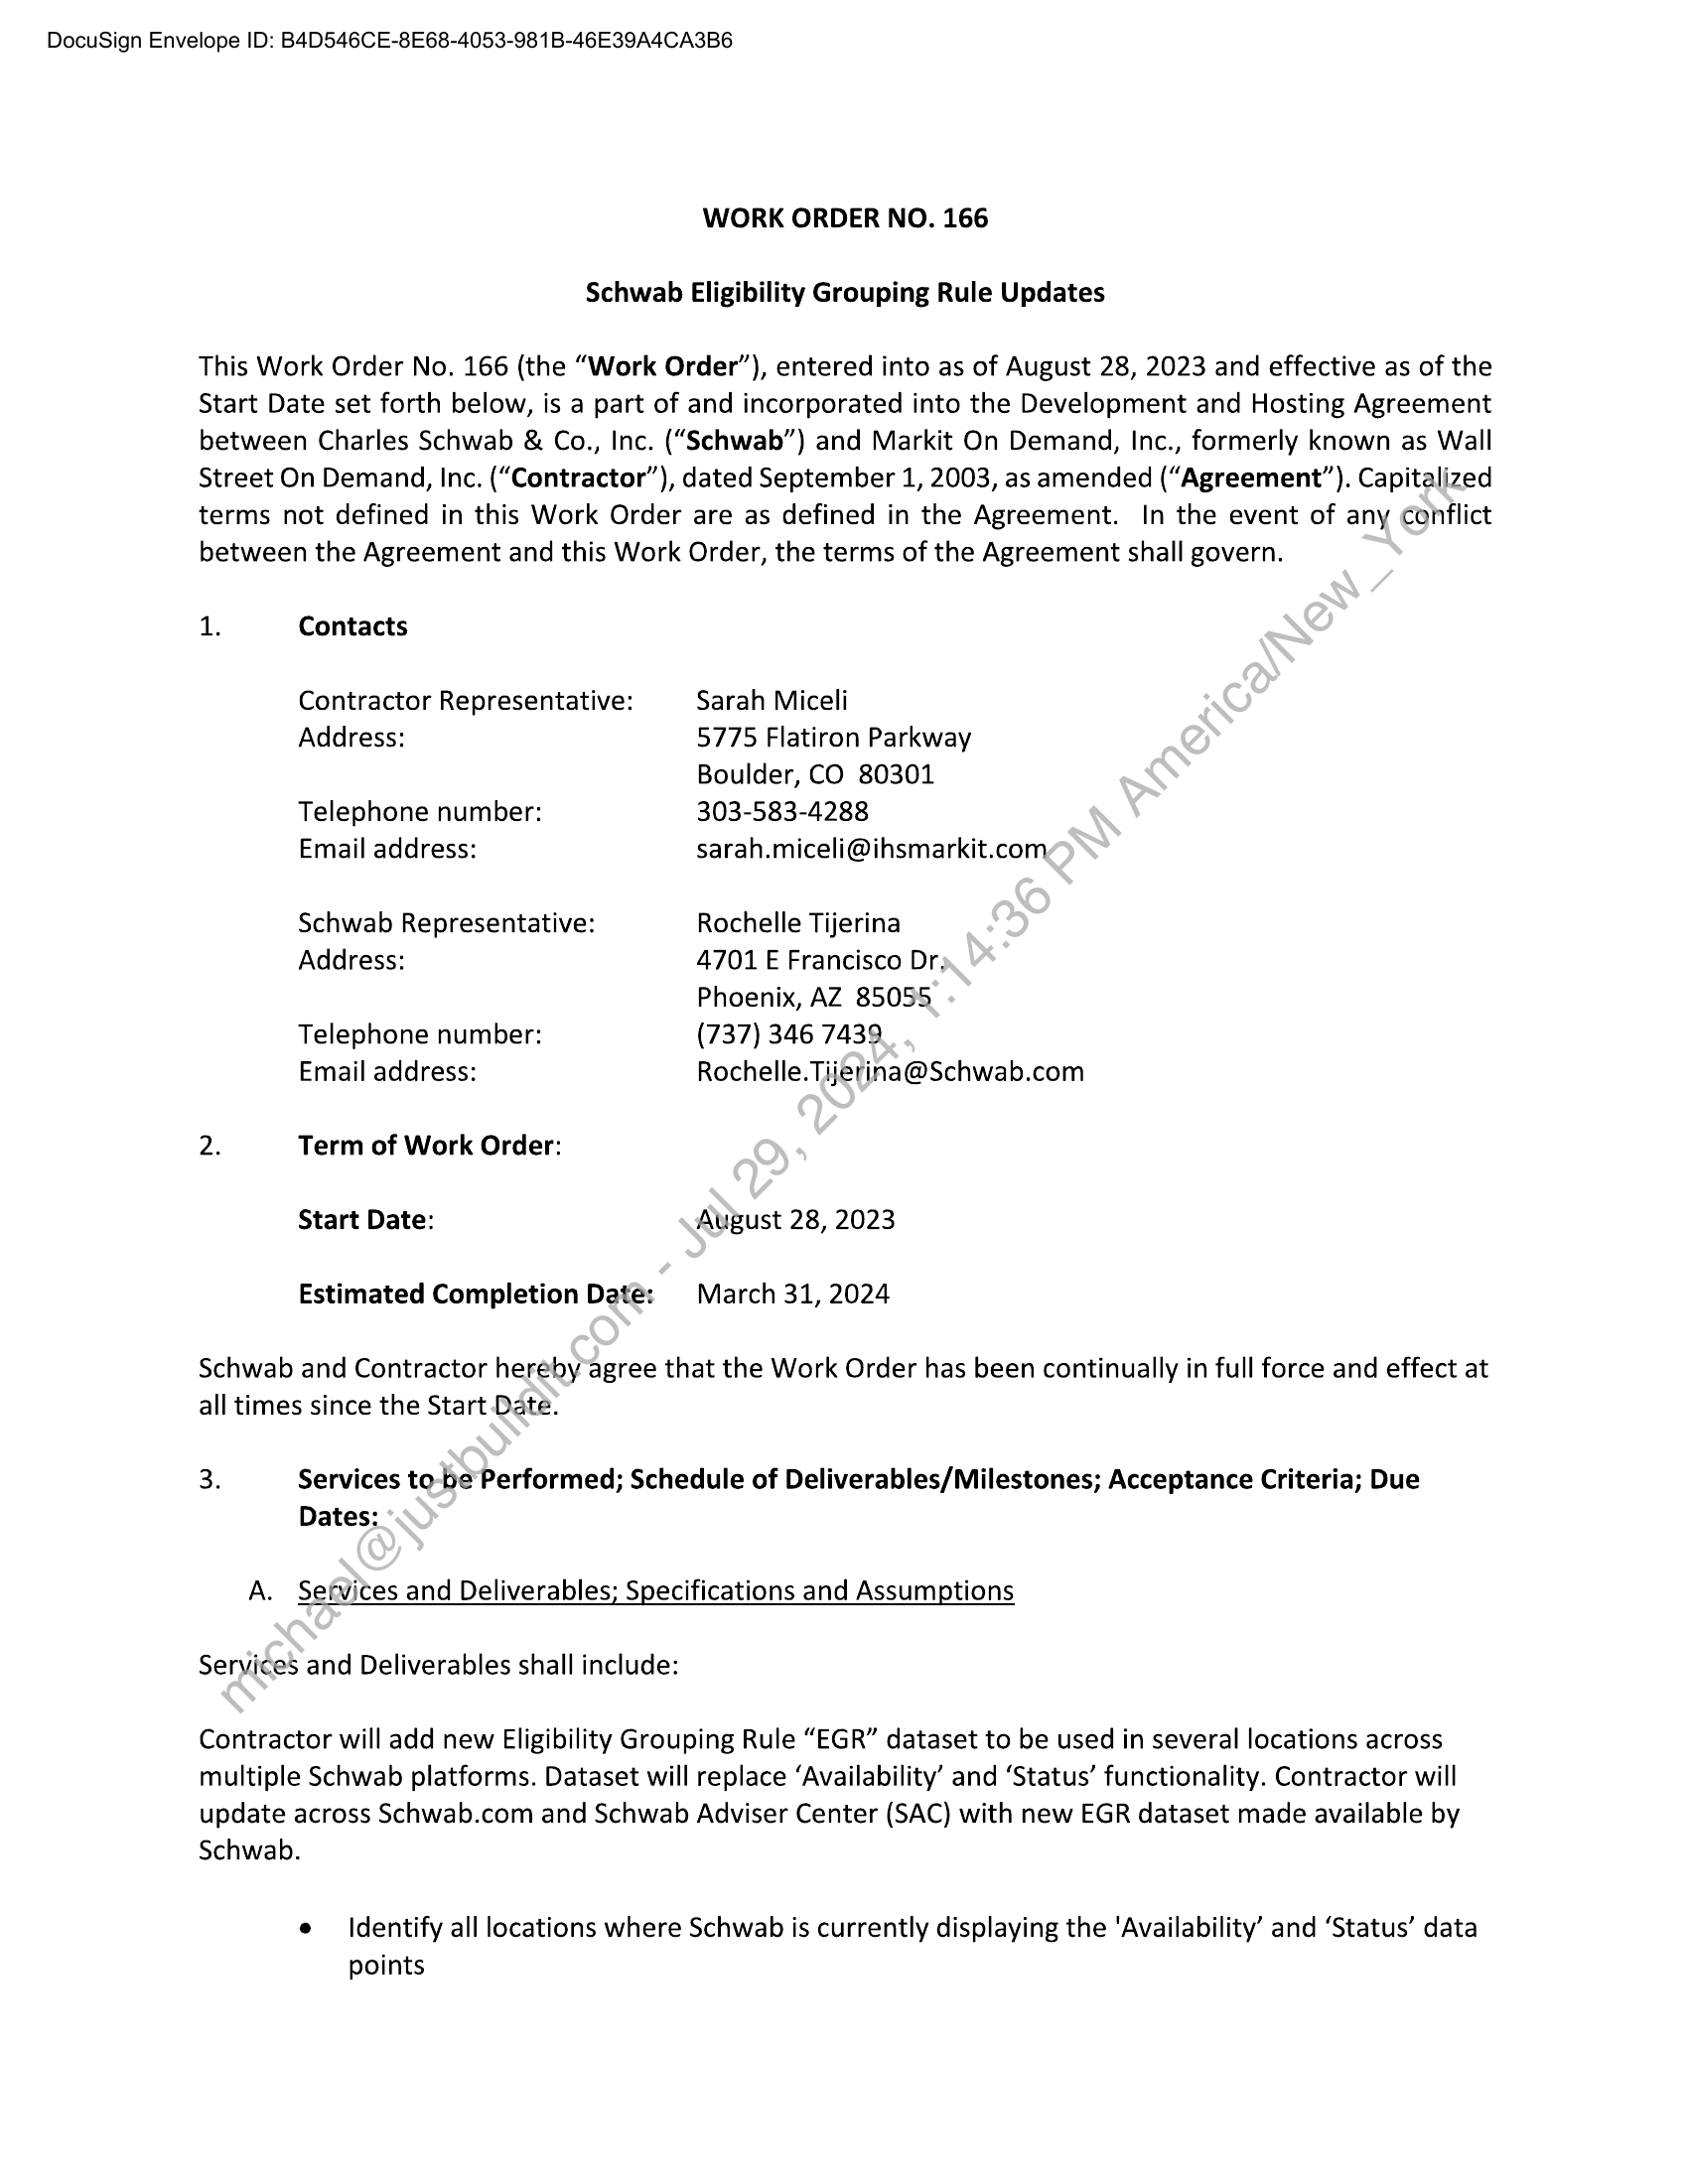 DocuSign Envelope ID: B4D546CE-8E68-4053-981B-46E39A4CA3B6
WORK ORDER NO. 166
Schwab Eligibility Grouping Rule Updates
This Work Order No. 166 (the “Work Order”), entered into as of August 28, 2023 and effective as of the
Start Date set forth below, is a part of and incorporated into the Development and Hosting Agreement
between Charles Schwab & Co., Inc. (“Schwab”) and Markit On Demand, Inc., formerly known as Wall
Street On Demand, Inc. (“Contractor”), dated September 1, 2003, as amended (“Agreement”). Capitalized
terms not defined in this Work Order are as defined in the Agreement.  In the event of any conflict
between the Agreement and this Work Order, the terms of the Agreement shall govern.
1. Contacts
Contractor Representative: Sarah Miceli
Address: 5775 Flatiron Parkway
Boulder, CO  80301
Telephone number: 303-583-4288
Email address: sarah.miceli@ihsmarkit.com
Schwab Representative: Rochelle Tijerina
Address: 4701 E Francisco Dr.
Phoenix, AZ  85055
Telephone number: (737) 346 7439
Email address: Rochelle.Tijerina@Schwab.com
2. Term of Work Order:
Start Date: August 28, 2023
Estimated Completion Date: March 31, 2024
Schwab and Contractor hereby agree that the Work Order has been continually in full force and effect at
all times since the Start Date.
3. Services to be Performed; Schedule of Deliverables/Milestones; Acceptance Criteria; Due
Dates:
A. Services and Deliverables; Specifications and Assumptions
Services and Deliverables shall include:
Contractor will add new Eligibility Grouping Rule “EGR” dataset to be used in several locations across
multiple Schwab platforms. Dataset will replace ‘Availability’ and ‘Status’ functionality. Contractor will
update across Schwab.com and Schwab Adviser Center (SAC) with new EGR dataset made available by
Schwab.
• Identify all locations where Schwab is currently displaying the 'Availability’ and ‘Status’ data
points
michael@justbuildit.com - Jul 29, 2024, 1:14:36 PM America/New_York